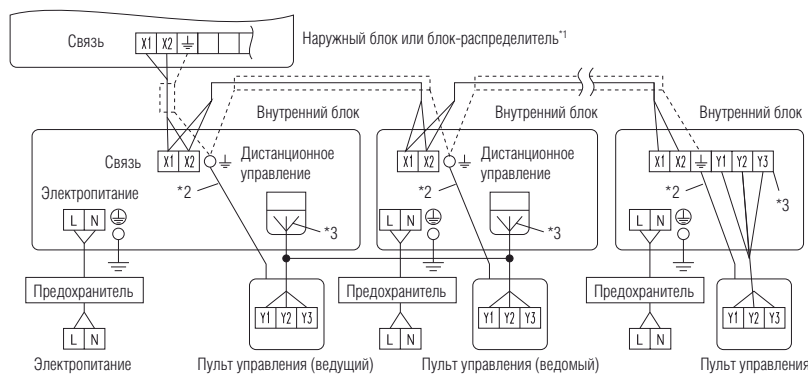 Связь
X1 X2
Наружный блок или блок-распределитель*1
Внутренний блок
Внутренний блок
Внутренний блок
Связь
X1 X2
Дистанционное
управление
X1 X2
Дистанционное
управление
X1 X2 Y1 Y2 Y3
*2
*2
*2
*3
Электропитание
L N
*3
L N
*3
L N
Предохранитель
Предохранитель
Предохранитель
Y1 Y2 Y3
Y1 Y2 Y3
Y1 Y2 Y3
L N
L N
L N
Электропитание
Пульт управления (ведущий)
Пульт управления (ведомый)
Пульт управления